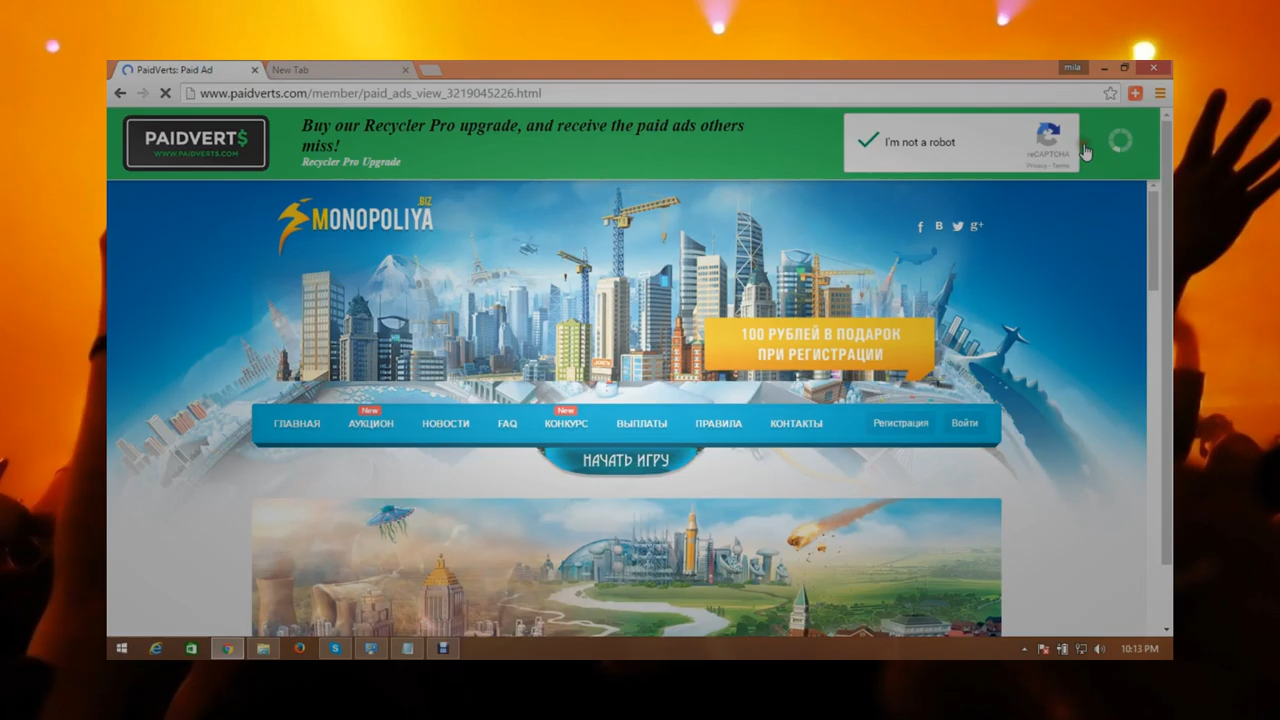 PaidVerts: Paid Ad
New Tab
mila
www.paidverts.com/member/paid_ads_view_3219045226.html
PAIDVERT$
WWW.PAIDVERTS.COM
Buy our Recycler Pro upgrade, and receive the paid ads others
miss!
Recycler Pro Upgrade
I'm not a robot
reCAPTCHA
Privacy - Terms
MONOPOLIYA
.BIZ
f B g+
100 РУБЛЕЙ В ПОДАРОК
ПРИ РЕГИСТРАЦИИ
New
New
ГЛАВНАЯ АУКЦИОН НОВОСТИ FAQ КОНКУРС ВЫПЛАТЫ ПРАВИЛА КОНТАКТЫ Регистрация Войти
НАЧАТЬ ИГРУ
10:13 PM